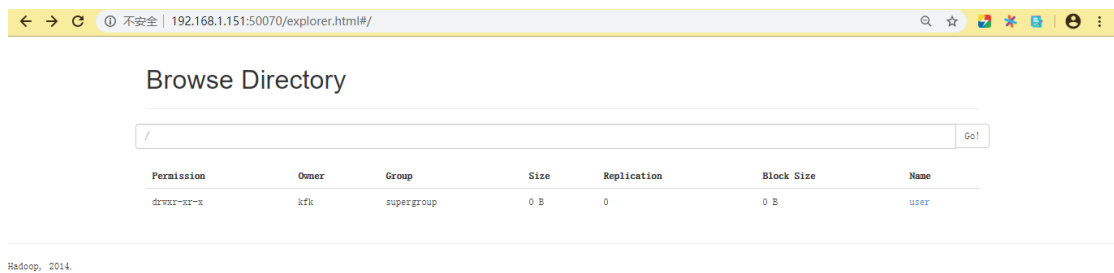 不安全 | 192.168.1.151:50070/explorer.html#/
Browse Directory
/ Go!
Permission Owner Group Size Replication Block Size Name
drwxr-xr-x kfk supergroup 0 B 0 0 B user
Hadoop, 2014.